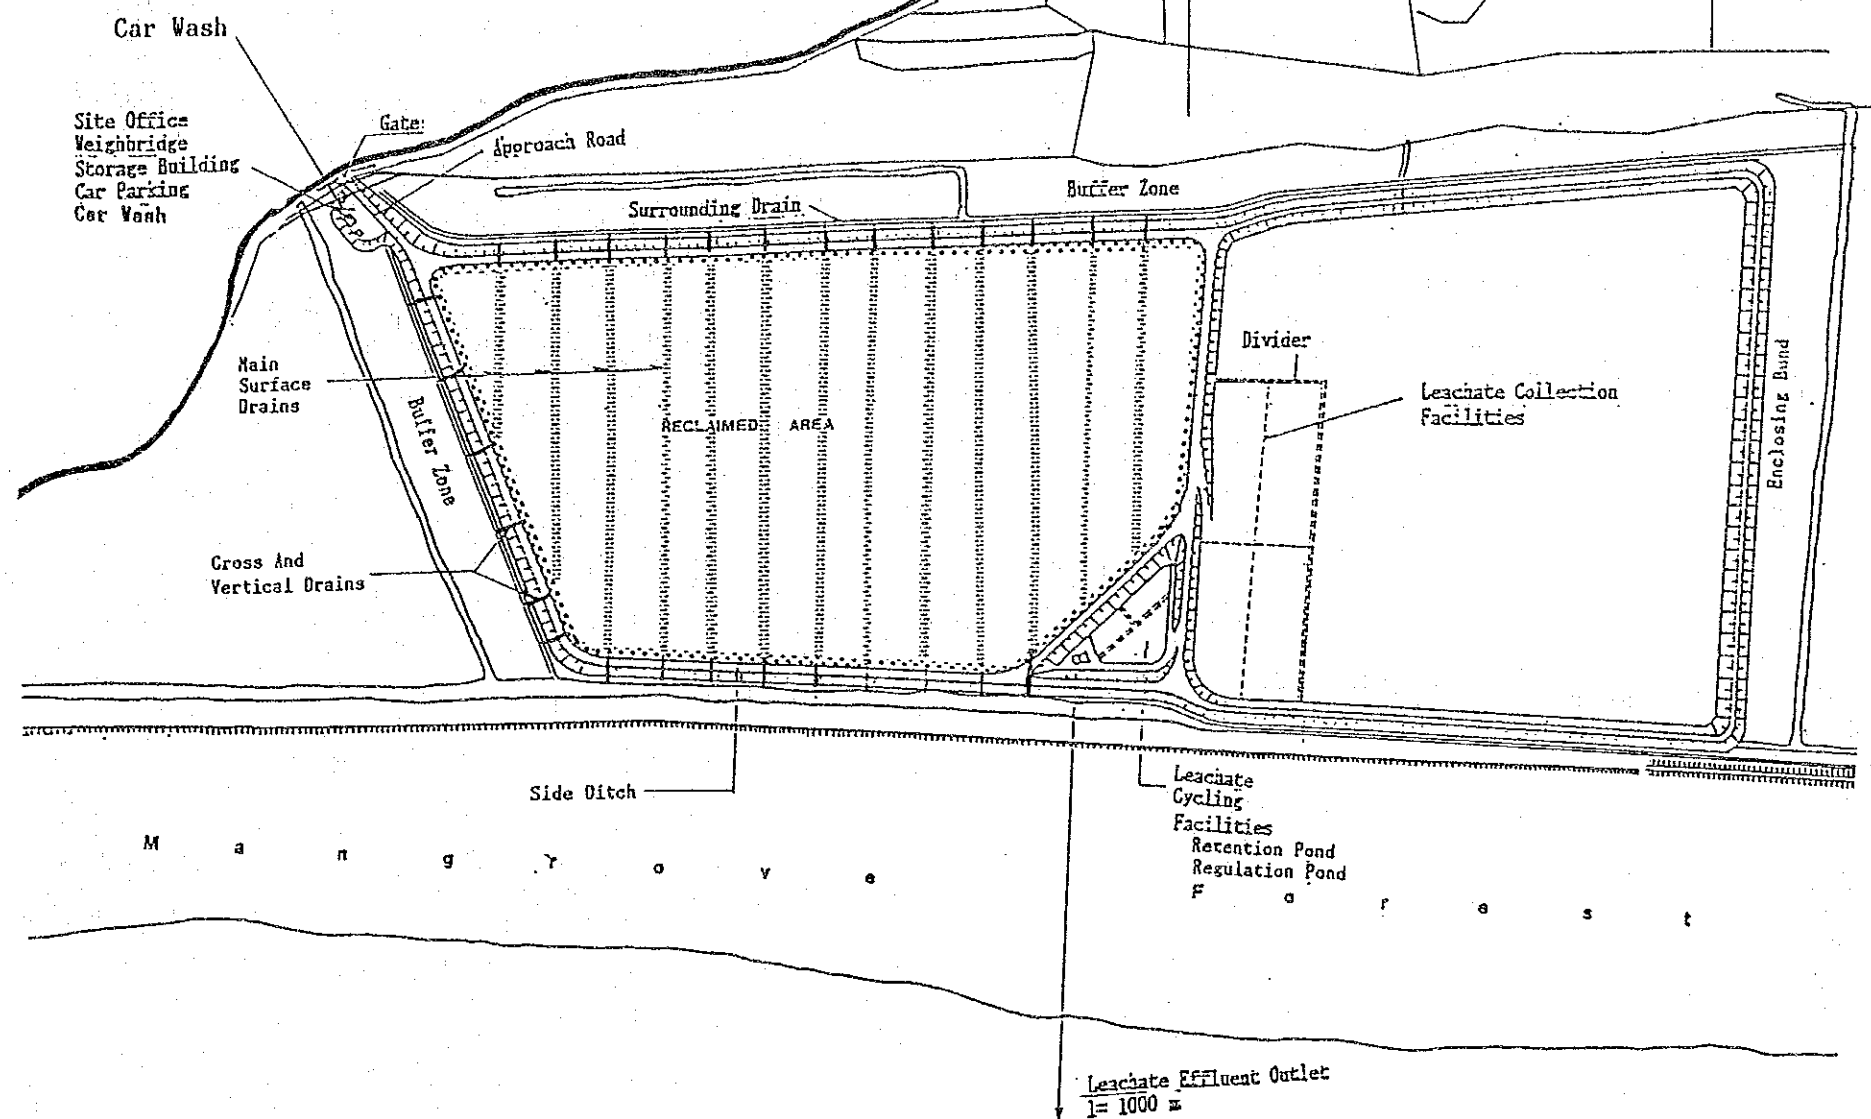 Car Wash
Site Office
Weighbridge
Storage Building
Car Parking
Car Wash
Gate
Approach Road
Surrounding Drain
Buffer Zone
Main
Surface
Drains
Buffer Zone
RECLAIMED AREA
Divider
Leachate Collection
Facilities
Enclosing Bund
Cross And
Vertical Drains
Side Ditch
Leachate
Cycling
Facilities
Retention Pond
Regulation Pond
Mangrove Forest
Leachate Effluent Outlet
l= 1000 m